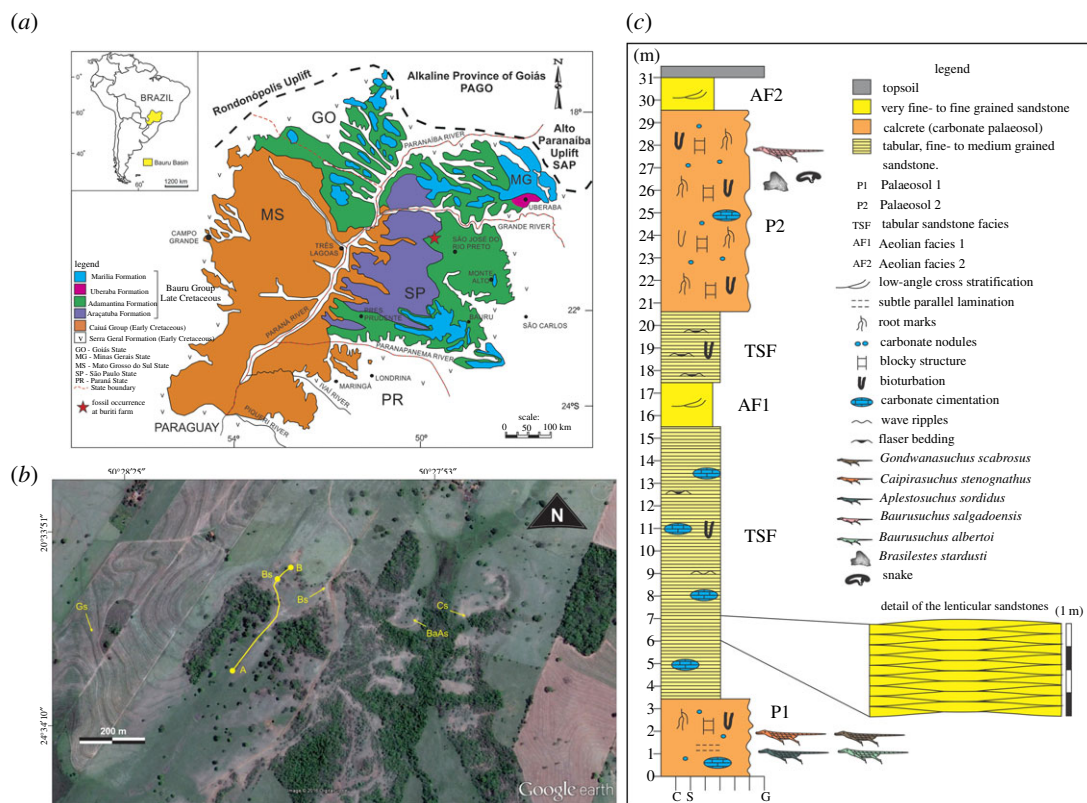 (a)
BRAZIL
20°
40°
60°
60°
Bauru Basin
1200 km
Rondonópolis Uplift
Alkaline Province of Goiás
PAGO
N
S
18°
Alto
Paranaíba
Uplift
SAP
GO
PARANAÍBA RIVER
MG
UBERABA
GRANDE RIVER
MS
CAMPO
GRANDE
TRÊS
LAGOAS
SÃO JOSÉ DO
RIO PRETO
MONTE
ALTO
SP
22°
PRES.
PRUDENTE
BAURU
SÃO CARLOS
PARANÁ RIVER
PARANAPANEMA RIVER
LONDRINA
MARINGÁ
IVAÍ RIVER
PR
PIQUIRI RIVER
PARAGUAY
24°S
54°
50°
scale:
0 50 100 km
legend
Marília Formation
Uberaba Formation
Adamantina Formation
Araçatuba Formation
Bauru Group
Late Cretaceous
Caiuá Group (Early Cretaceous)
v Serra Geral Formation (Early Cretaceous)
GO - Goiás State
MG - Minas Gerais State
MS - Mato Grosso do Sul State
SP - São Paulo State
PR - Paraná State
State boundary
fossil occurrence
at buriti farm
(b)
50°28'25"
50°27'53"
20°33'51"
24°34'10"
N
Gs
Bs
B
Bs
Cs
BaAs
A
200 m
Google earth
(c)
(m)
31
30
29
28
27
26
25
24
23
22
21
20
19
18
17
16
15
14
13
12
11
10
9
8
7
6
5
4
3
2
1
0
C S G
AF2
P2
TSF
AF1
TSF
P1
legend
topsoil
very fine- to fine grained sandstone
calcrete (carbonate palaeosol)
tabular, fine- to medium grained
sandstone.
P1 Palaeosol 1
P2 Palaeosol 2
TSF tabular sandstone facies
AF1 Aeolian facies 1
AF2 Aeolian facies 2
low-angle cross stratification
subtle parallel lamination
root marks
carbonate nodules
blocky structure
bioturbation
carbonate cimentation
wave ripples
flaser bedding
Gondwanasuchus scabrosus
Caipirasuchus stenognathus
Aplestosuchus sordidus
Baurusuchus salgadoensis
Baurusuchus albertoi
Brasilestes stardusti
snake
detail of the lenticular sandstones
(1 m)